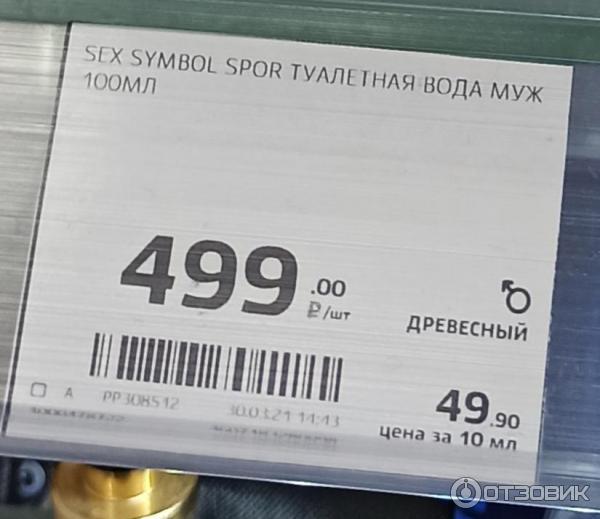 SEX SYMBOL SPOR ТУАЛЕТНАЯ ВОДА МУЖ
100МЛ
499.00
₽/шт
ДРЕВЕСНЫЙ
A PP308512 30.03.21 14:43
49.90
цена за 10 мл
ОТЗОВИК